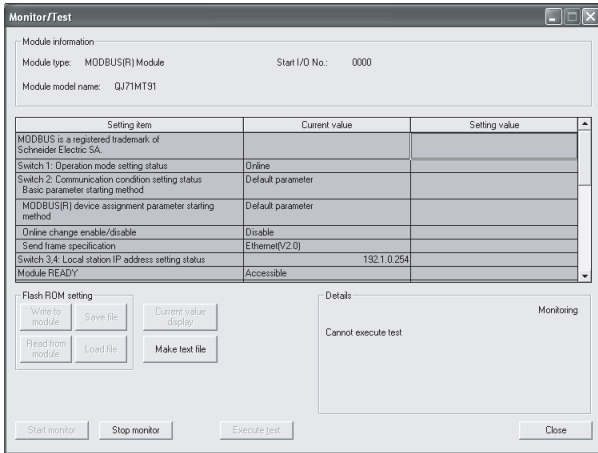 Monitor/Test
Module information
Module type: MODBUS(R) Module Start I/O No.: 0000
Module model name: QJ71MT91
Setting item Current value Setting value
MODBUS is a registered trademark of
Schneider Electric SA.
Switch 1: Operation mode setting status Online
Switch 2: Communication condition setting status Default parameter
Basic parameter starting method
MODBUS(R) device assignment parameter starting Default parameter
method
Online change enable/disable Disable
Send frame specification Ethernet(V2.0)
Switch 3,4: Local station IP address setting status 192.1.0.254
Module READY Accessible
Flash ROM setting
Write to
module
Save file
Current value
display
Read from
module
Load file
Make text file
Details
Monitoring
Cannot execute test
Start monitor Stop monitor Execute test Close